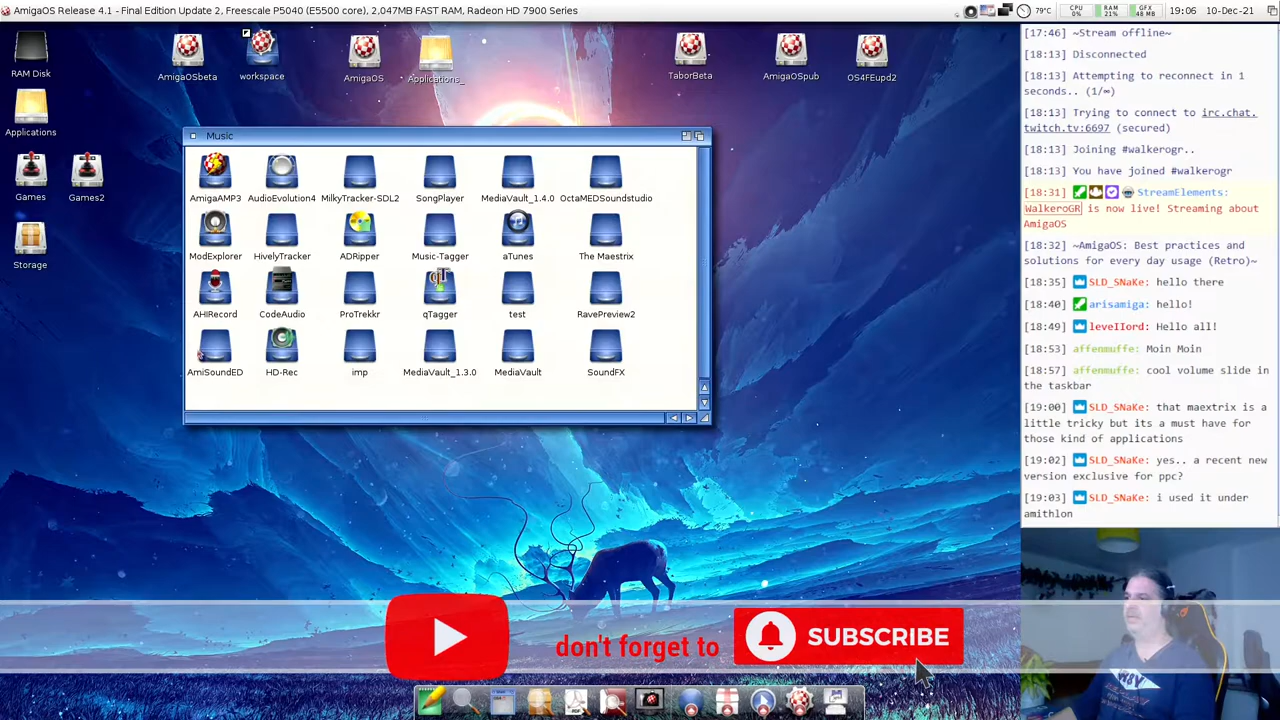 AmigaOS Release 4.1 - Final Edition Update 2, Freescale P5040 (E5500 core), 2,047MB FAST RAM, Radeon HD 7900 Series
79°C CPU 0% RAM 21% GFX 48 MB 19:06 10-Dec-21
RAM Disk
AmigaOSbeta
workspace
AmigaOS
Applications_
TaborBeta
AmigaOSpub
OS4FEupd2
Applications
Games
Games2
Storage
Music
AmigaAMP3 AudioEvolution4 MilkyTracker-SDL2 SongPlayer MediaVault_1.4.0 OctaMEDSoundstudio
ModExplorer HivelyTracker ADRipper Music-Tagger aTunes The Maestrix
AHIRecord CodeAudio ProTrekkr qTagger test RavePreview2
AmiSoundED HD-Rec imp MediaVault_1.3.0 MediaVault SoundFX
[17:46] ~Stream offline~
[18:13] Disconnected
[18:13] Attempting to reconnect in 1
seconds.. (1/∞)
[18:13] Trying to connect to irc.chat.
twitch.tv:6697 (secured)
[18:13] Joining #walkerogr..
[18:13] You have joined #walkerogr
[18:31] StreamElements:
WalkeroGR is now live! Streaming about
AmigaOS
[18:32] ~AmigaOS: Best practices and
solutions for every day usage (Retro)~
[18:35] SLD_SNaKe: hello there
[18:40] arisamiga: hello!
[18:49] leveIIord: Hello all!
[18:53] affenmuffe: Moin Moin
[18:57] affenmuffe: cool volume slide in
the taskbar
[19:00] SLD_SNaKe: that maextrix is a
little tricky but its a must have for
those kind of applications
[19:02] SLD_SNaKe: yes.. a recent new
version exclusive for ppc?
[19:03] SLD_SNaKe: i used it under
amithlon
don't forget to
SUBSCRIBE